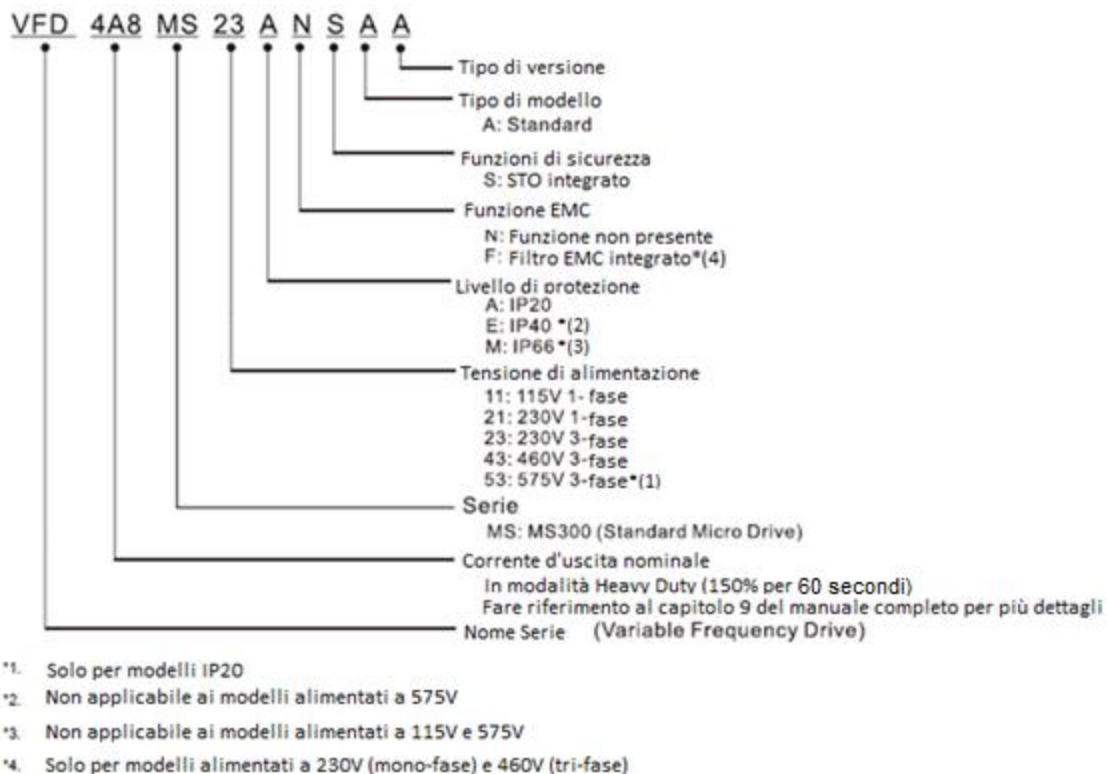 VFD 4A8 MS 23 A N S A A
Tipo di versione
Tipo di modello
A: Standard
Funzioni di sicurezza
S: STO integrato
Funzione EMC
N: Funzione non presente
F: Filtro EMC integrato*(4)
Livello di protezione
A: IP20
E: IP40 *(2)
M: IP66 *(3)
Tensione di alimentazione
11: 115V 1- fase
21: 230V 1-fase
23: 230V 3-fase
43: 460V 3-fase
53: 575V 3-fase*(1)
Serie
MS: MS300 (Standard Micro Drive)
Corrente d'uscita nominale
In modalità Heavy Duty (150% per 60 secondi)
Fare riferimento al capitolo 9 del manuale completo per più dettagli
Nome Serie (Variable Frequency Drive)
*1. Solo per modelli IP20
*2. Non applicabile ai modelli alimentati a 575V
*3. Non applicabile ai modelli alimentati a 115V e 575V
*4. Solo per modelli alimentati a 230V (mono-fase) e 460V (tri-fase)